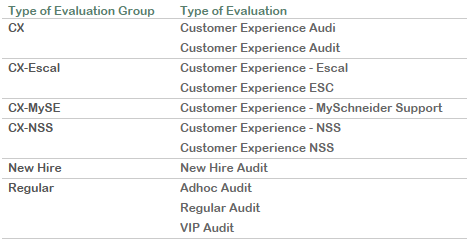 Type of Evaluation Group Type of Evaluation
CX Customer Experience Audi
Customer Experience Audit
CX-Escal Customer Experience - Escal
Customer Experience ESC
CX-MySE Customer Experience - MySchneider Support
CX-NSS Customer Experience - NSS
Customer Experience NSS
New Hire New Hire Audit
Regular Adhoc Audit
Regular Audit
VIP Audit